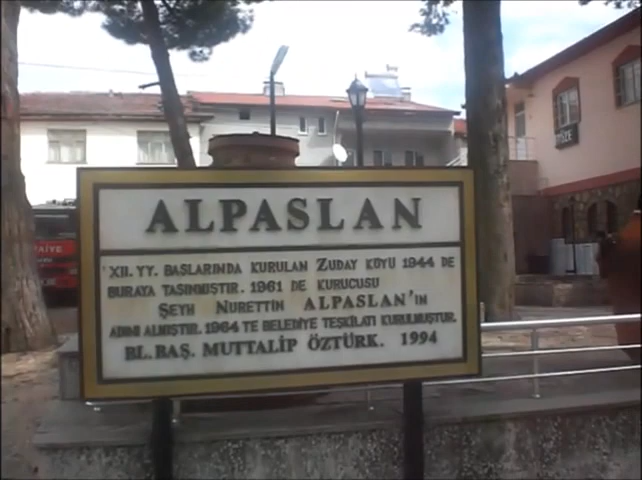 ALPASLAN
XII. YY. BAŞLARINDA KURULAN ZUDAY KÖYÜ 1944 DE
BURAYA TAŞINMIŞTIR. 1961 DE KURUCUSU
ŞEYH NURETTİN ALPASLAN'IN
ADINI ALMIŞTIR. 1964 TE BELEDİYE TEŞKİLATI KURULMUŞTUR.
BL. BAŞ. MUTTALİP ÖZTÜRK. 1994